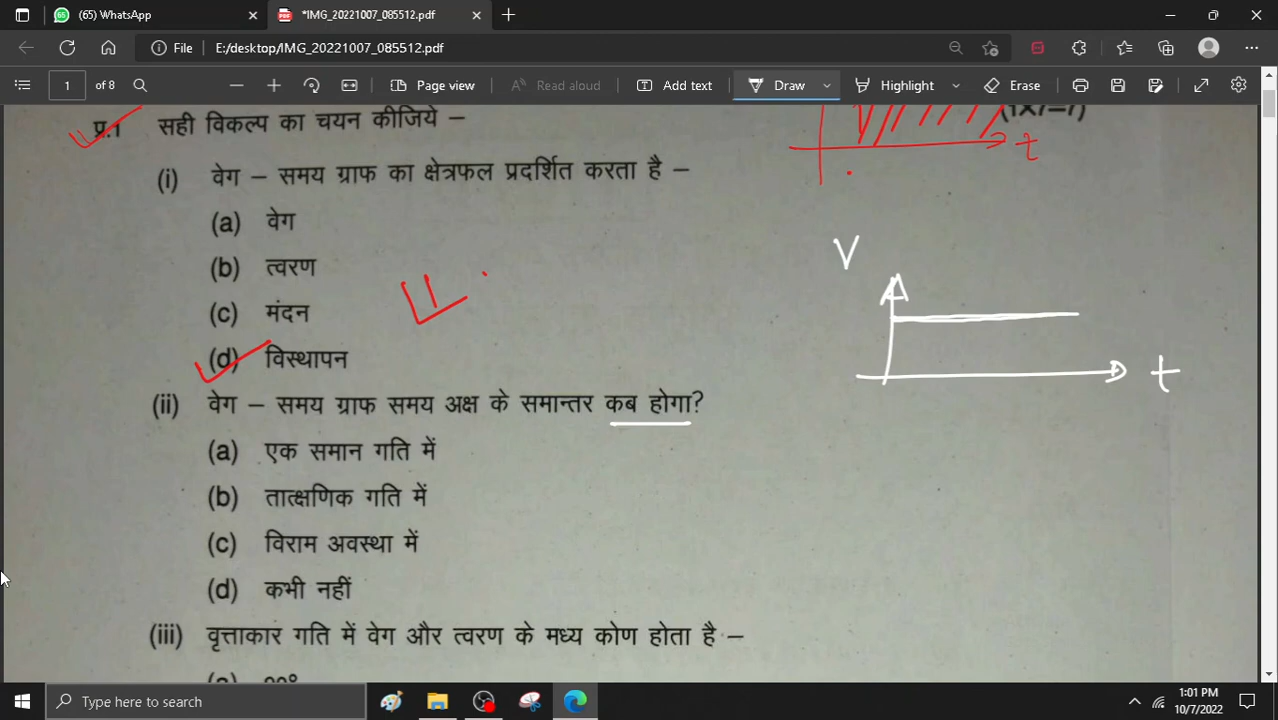 (65) WhatsApp
*IMG_20221007_085512.pdf
File E:/desktop/IMG_20221007_085512.pdf
1 of 8 Page view Read aloud Add text Draw Highlight Erase
प्र.1 सही विकल्प का चयन कीजिये – (1x7=7)
t
(i) वेग – समय ग्राफ का क्षेत्रफल प्रदर्शित करता है –
(a) वेग
V
(b) त्वरण
(c) मंदन
(d) विस्थापन
t
(ii) वेग – समय ग्राफ समय अक्ष के समान्तर कब होगा?
(a) एक समान गति में
(b) तात्क्षणिक गति में
(c) विराम अवस्था में
(d) कभी नहीं
(iii) वृत्ताकार गति में वेग और त्वरण के मध्य कोण होता है –
Type here to search
1:01 PM
10/7/2022